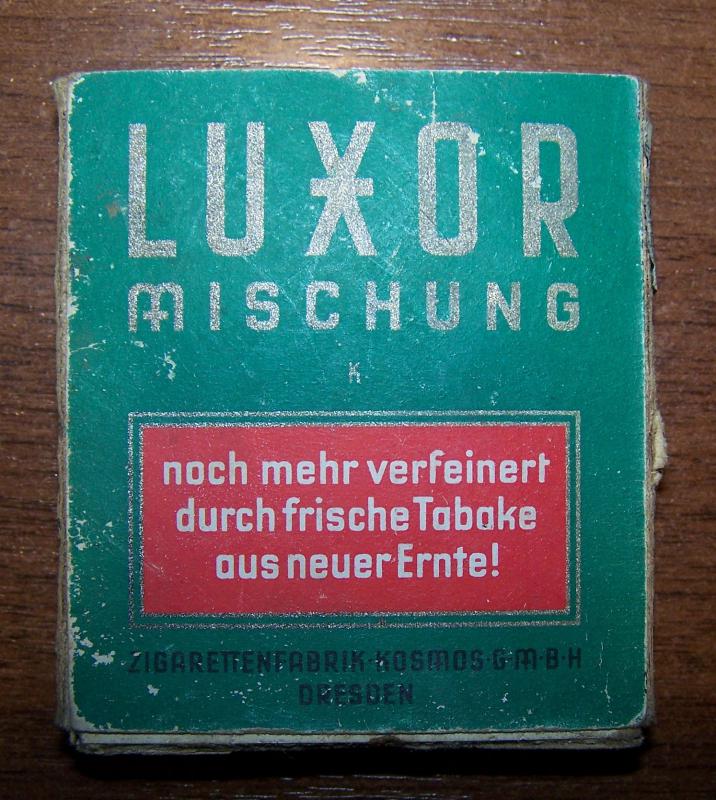 LUXOR
MISCHUNG
K
noch mehr verfeinert
durch frische Tabake
aus neuer Ernte!
ZIGARETTENFABRIK·KOSMOS·G·M·B·H
DRESDEN